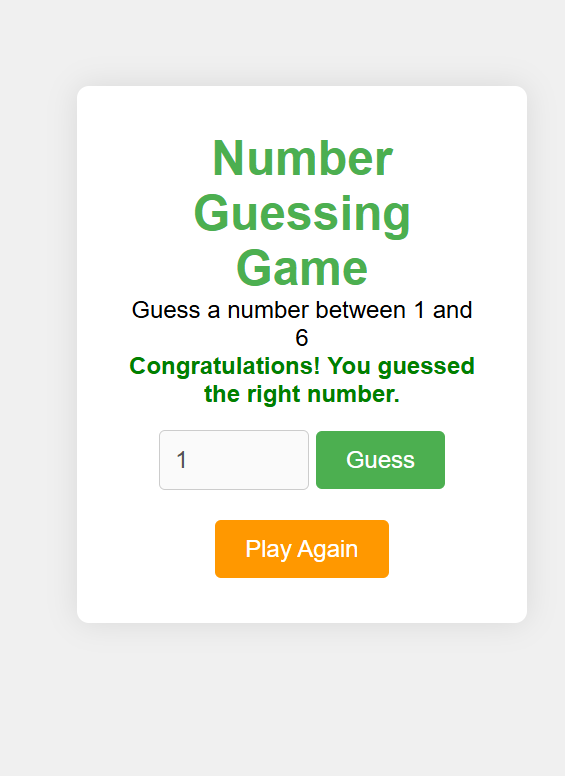 Number
Guessing
Game
Guess a number between 1 and
6
Congratulations! You guessed
the right number.
1 Guess
Play Again